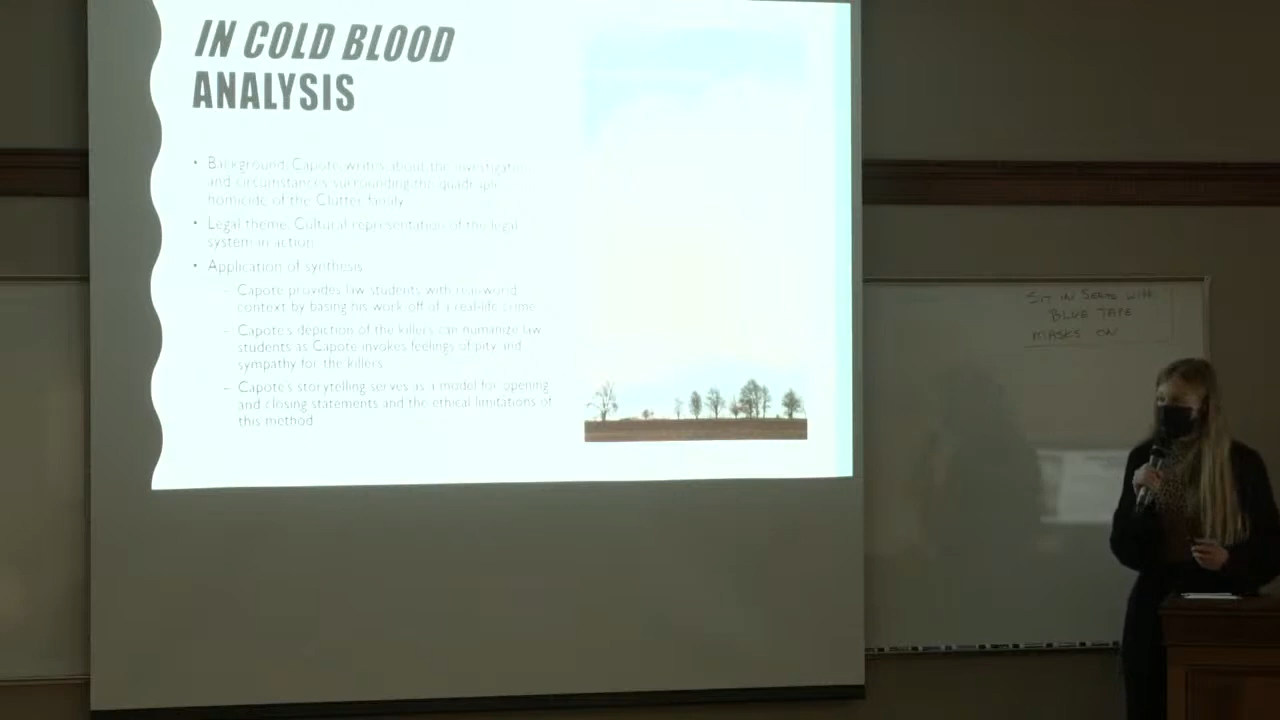 IN COLD BLOOD
ANALYSIS
• Background: Capote writes about the investigation
and circumstances surrounding the quadruple
homicide of the Clutter family
• Legal theme: Cultural representation of the legal
system in action
• Application of synthesis
– Capote provides law students with real-world
context by basing his work off of a real-life crime
– Capote's depiction of the killers can humanize law
students as Capote invokes feelings of pity and
sympathy for the killers
– Capote's storytelling serves as a model for opening
and closing statements and the ethical limitations of
this method
SIT IN SEATS WITH
BLUE TAPE
MASKS ON